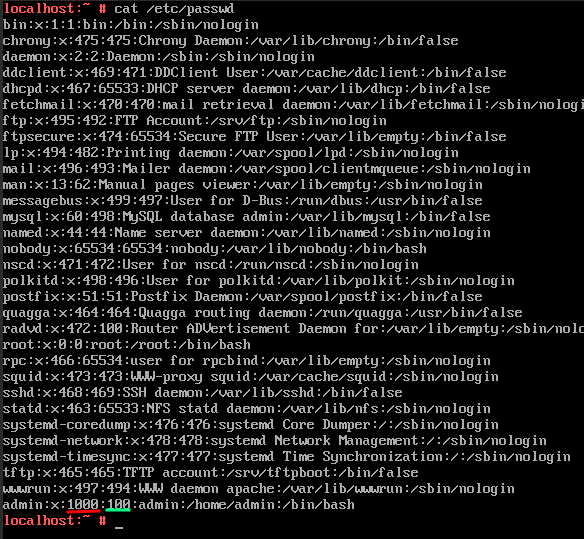 localhost:~ # cat /etc/passwd
bin:x:1:1:bin:/bin:/sbin/nologin
chrony:x:475:475:Chrony Daemon:/var/lib/chrony:/bin/false
daemon:x:2:2:Daemon:/sbin:/sbin/nologin
ddclient:x:469:471:DDClient User:/var/cache/ddclient:/bin/false
dhcpd:x:467:65533:DHCP server daemon:/var/lib/dhcp:/bin/false
fetchmail:x:470:470:mail retrieval daemon:/var/lib/fetchmail:/sbin/nologi
ftp:x:495:492:FTP Account:/srv/ftp:/sbin/nologin
ftpsecure:x:474:65534:Secure FTP User:/var/lib/empty:/bin/false
lp:x:494:482:Printing daemon:/var/spool/lpd:/sbin/nologin
mail:x:496:493:Mailer daemon:/var/spool/clientmqueue:/sbin/nologin
man:x:13:62:Manual pages viewer:/var/lib/empty:/sbin/nologin
messagebus:x:499:497:User for D-Bus:/run/dbus:/usr/bin/false
mysql:x:60:498:MySQL database admin:/var/lib/mysql:/bin/false
named:x:44:44:Name server daemon:/var/lib/named:/sbin/nologin
nobody:x:65534:65534:nobody:/var/lib/nobody:/bin/bash
nscd:x:471:472:User for nscd:/run/nscd:/sbin/nologin
polkitd:x:498:496:User for polkitd:/var/lib/polkit:/sbin/nologin
postfix:x:51:51:Postfix Daemon:/var/spool/postfix:/bin/false
quagga:x:464:464:Quagga routing daemon:/run/quagga:/usr/bin/false
radvd:x:472:100:Router ADVertisement Daemon for:/var/lib/empty:/sbin/nolo
root:x:0:0:root:/root:/bin/bash
rpc:x:466:65534:user for rpcbind:/var/lib/empty:/sbin/nologin
squid:x:473:473:WWW-proxy squid:/var/cache/squid:/sbin/nologin
sshd:x:468:469:SSH daemon:/var/lib/sshd:/bin/false
statd:x:463:65533:NFS statd daemon:/var/lib/nfs:/sbin/nologin
systemd-coredump:x:476:476:systemd Core Dumper:/:/sbin/nologin
systemd-network:x:478:478:systemd Network Management:/:/sbin/nologin
systemd-timesync:x:477:477:systemd Time Synchronization:/:/sbin/nologin
tftp:x:465:465:TFTP account:/srv/tftpboot:/bin/false
wwwrun:x:497:494:WWW daemon apache:/var/lib/wwwrun:/sbin/nologin
admin:x:1000:100:admin:/home/admin:/bin/bash
localhost:~ # _